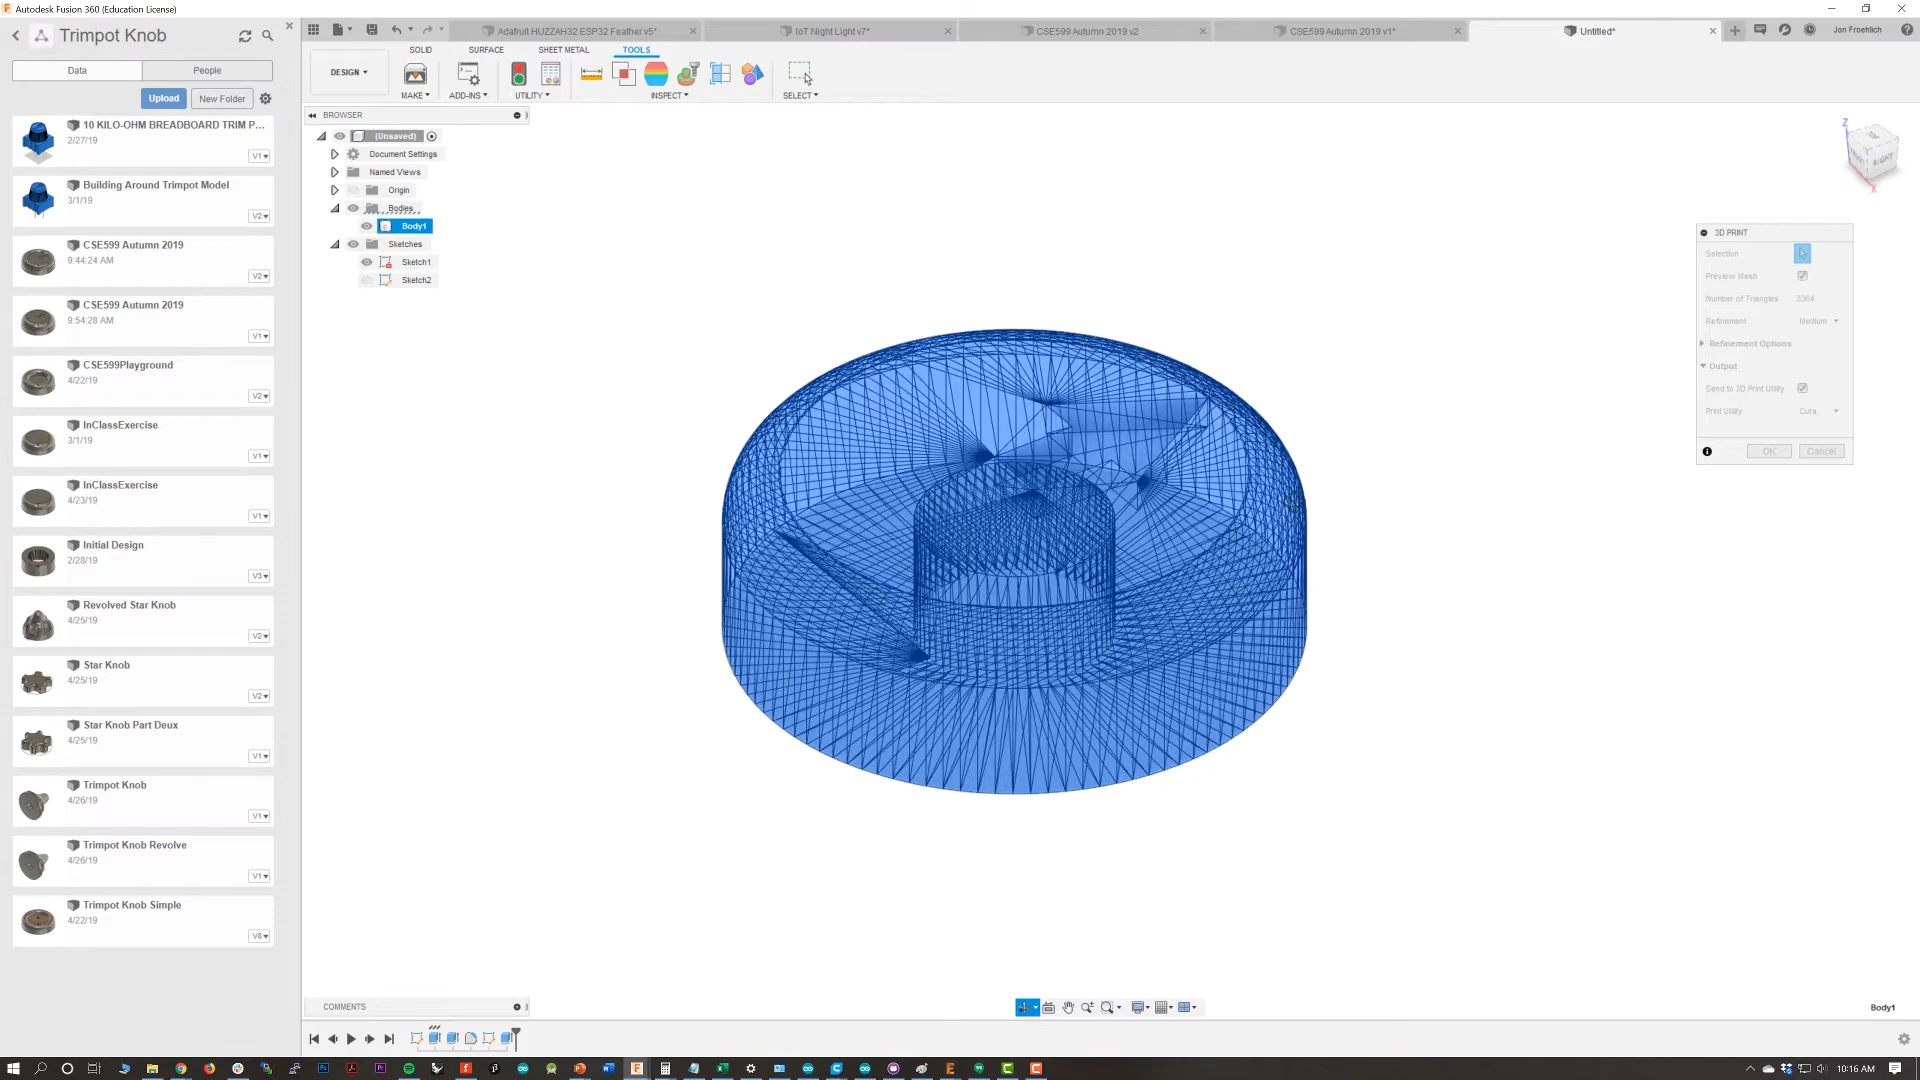 Autodesk Fusion 360 (Education License)
Trimpot Knob
Data
People
Upload
New Folder
10 KILO-OHM BREADBOARD TRIM P...
2/27/19
V1
Building Around Trimpot Model
3/1/19
V2
CSE599 Autumn 2019
9:44:24 AM
V2
CSE599 Autumn 2019
9:54:28 AM
V1
CSE599Playground
4/22/19
V2
InClassExercise
3/1/19
V1
InClassExercise
4/23/19
V1
Initial Design
2/28/19
V3
Revolved Star Knob
4/25/19
V2
Star Knob
4/25/19
V2
Star Knob Part Deux
4/25/19
V1
Trimpot Knob
4/26/19
V1
Trimpot Knob Revolve
4/26/19
V1
Trimpot Knob Simple
4/22/19
V6
Adafruit HUZZAH32 ESP32 Feather v5*
IoT Night Light v7*
CSE599 Autumn 2019 v2
CSE599 Autumn 2019 v1*
Untitled*
Jon Froehlich
SOLID
SURFACE
SHEET METAL
TOOLS
DESIGN
MAKE
ADD-INS
UTILITY
INSPECT
SELECT
BROWSER
(Unsaved)
Document Settings
Named Views
Origin
Bodies
Body1
Sketches
Sketch1
Sketch2
Z
RIGHT
X
3D PRINT
Selection
Preview Mesh
Number of Triangles 3364
Refinement Medium
Refinement Options
Output
Send to 3D Print Utility
Print Utility Cura
OK
Cancel
COMMENTS
Body1
10:16 AM